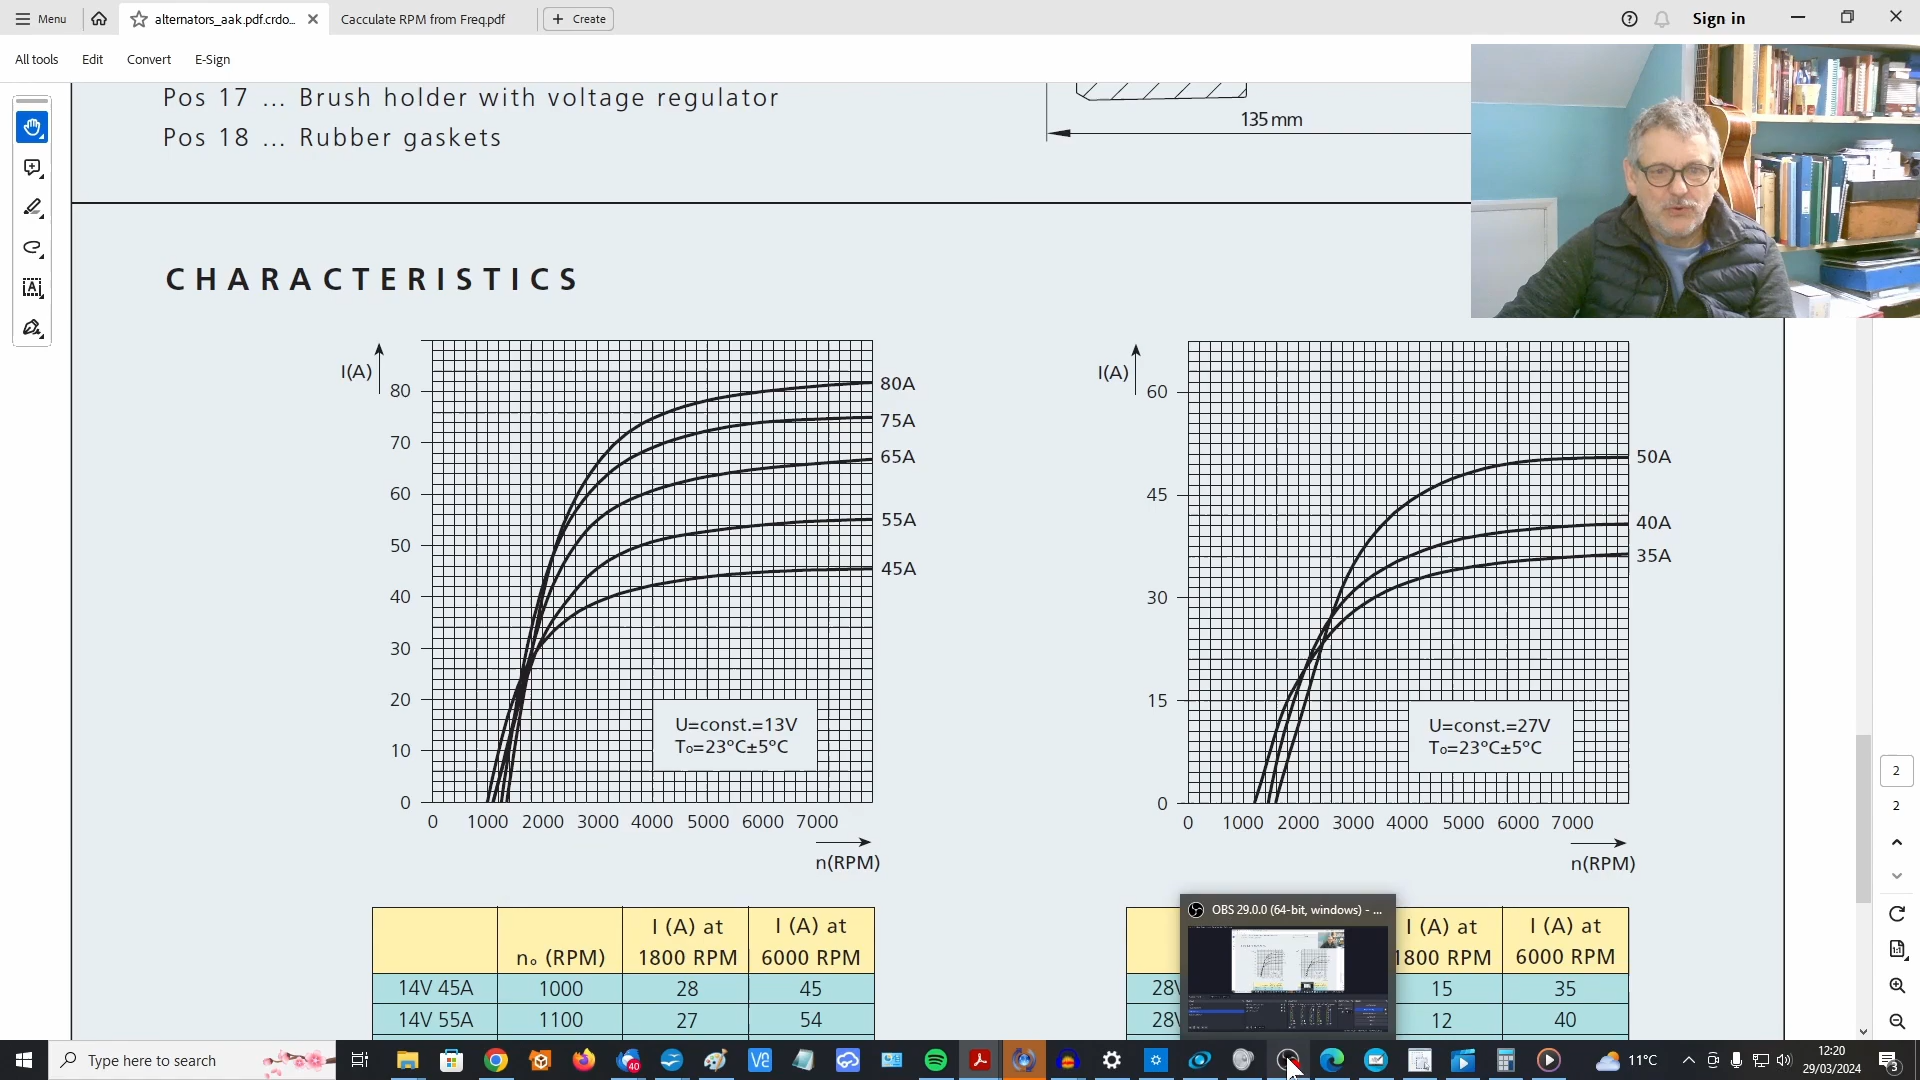 Menu
alternators_aak.pdf.crdo...
Cacculate RPM from Freq.pdf
Create
Sign in
All tools
Edit
Convert
E-Sign
Pos 17 ... Brush holder with voltage regulator
Pos 18 ... Rubber gaskets
135 mm
CHARACTERISTICS
I(A)
80
70
60
50
40
30
20
10
0
80A
75A
65A
55A
45A
U=const.=13V
To=23°C±5°C
0 1000 2000 3000 4000 5000 6000 7000
n(RPM)
I(A)
60
45
30
15
0
50A
40A
35A
U=const.=27V
To=23°C±5°C
0 1000 2000 3000 4000 5000 6000 7000
n(RPM)
n₀ (RPM) I (A) at 1800 RPM I (A) at 6000 RPM
14V 45A 1000 28 45
14V 55A 1100 27 54
OBS 29.0.0 (64-bit, windows) - ...
I (A) at 1800 RPM I (A) at 6000 RPM
28V 15 35
28V 12 40
2
2
Type here to search
40
11°C
12:20
29/03/2024
3